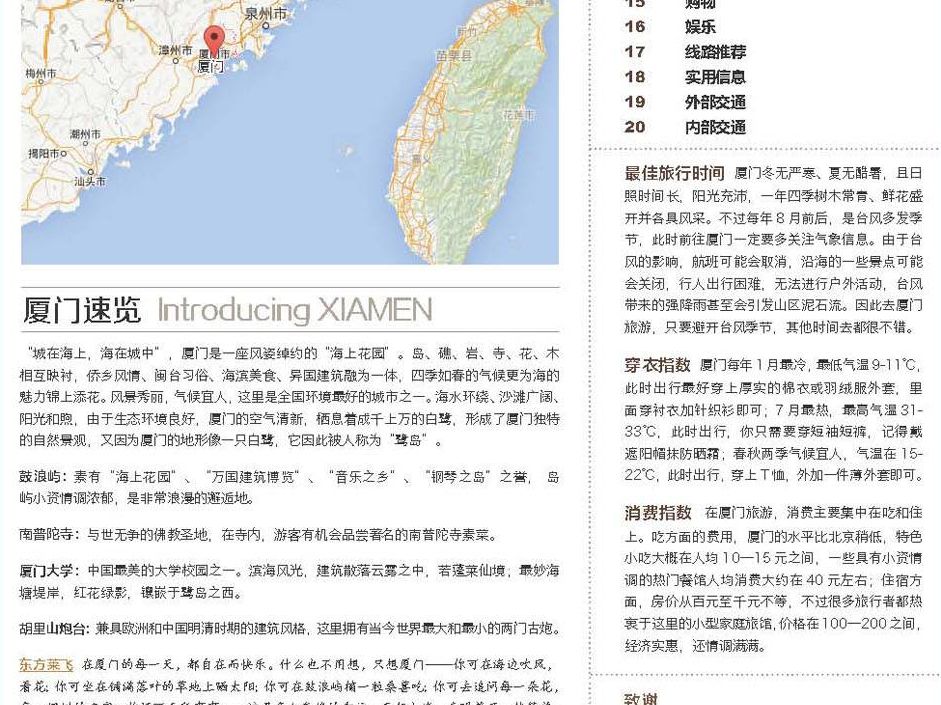 泉州市
漳州市
厦门市
厦门
梅州市
潮州市
揭阳市
汕头市
新竹
苗栗县
花莲市
嘉义
厦门速览 Introducing XIAMEN
“城在海上，海在城中”，厦门是一座风姿绰约的“海上花园”。岛、礁、岩、寺、花、木
相互映衬，侨乡风情、闽台习俗、海滨美食、异国建筑融为一体，四季如春的气候更为海的
魅力锦上添花。风景秀丽，气候宜人，这里是全国环境最好的城市之一。海水环绕、沙滩广阔、
阳光和煦，由于生态环境良好，厦门的空气清新，栖息着成千上万的白鹭，形成了厦门独特
的自然景观，又因为厦门的地形像一只白鹭，它因此被人称为“鹭岛”。
鼓浪屿：素有“海上花园”、“万国建筑博览”、“音乐之乡”、“钢琴之岛”之誉，岛
屿小资情调浓郁，是非常浪漫的邂逅地。
南普陀寺：与世无争的佛教圣地，在寺内，游客有机会品尝著名的南普陀寺素菜。
厦门大学：中国最美的大学校园之一。滨海风光，建筑散落云露之中，若蓬莱仙境；最妙海
塘堤岸，红花绿影，镶嵌于鹭岛之西。
胡里山炮台：兼具欧洲和中国明清时期的建筑风格，这里拥有当今世界最大和最小的两门古炮。
东方莱飞 在厦门的每一天，都自在而快乐。什么也不用想，只想厦门——你可在海边吹风，
看花；你可坐在铺满落叶的草地上晒太阳；你可在鼓浪屿摘一粒桑葚吃；你可去追问每一朵花，
15 购物
16 娱乐
17 线路推荐
18 实用信息
19 外部交通
20 内部交通
最佳旅行时间 厦门冬无严寒、夏无酷暑，且日
照时间长，阳光充沛，一年四季树木常青、鲜花盛
开并各具风采。不过每年 8 月前后，是台风多发季
节，此时前往厦门一定要多关注气象信息。由于台
风的影响，航班可能会取消，沿海的一些景点可能
会关闭，行人出行困难，无法进行户外活动，台风
带来的强降雨甚至会引发山区泥石流。因此去厦门
旅游，只要避开台风季节，其他时间去都很不错。
穿衣指数 厦门每年 1 月最冷，最低气温 9-11℃，
此时出行最好穿上厚实的棉衣或羽绒服外套，里
面穿衬衣加针织衫即可；7 月最热，最高气温 31-
33℃，此时出行，你只需要穿短袖短裤，记得戴
遮阳帽抹防晒霜；春秋两季气候宜人，气温在 15-
22℃，此时出行，穿上 T 恤，外加一件薄外套即可。
消费指数 在厦门旅游，消费主要集中在吃和住
上。吃方面的费用，厦门的水平比北京稍低，特色
小吃大概在人均 10—15 元之间，一些具有小资情
调的热门餐馆人均消费大约在 40 元左右；住宿方
面，房价从百元至千元不等，不过很多旅行者都热
衷于这里的小型家庭旅馆,价格在100—200之间，
经济实惠，还情调满满。
致谢